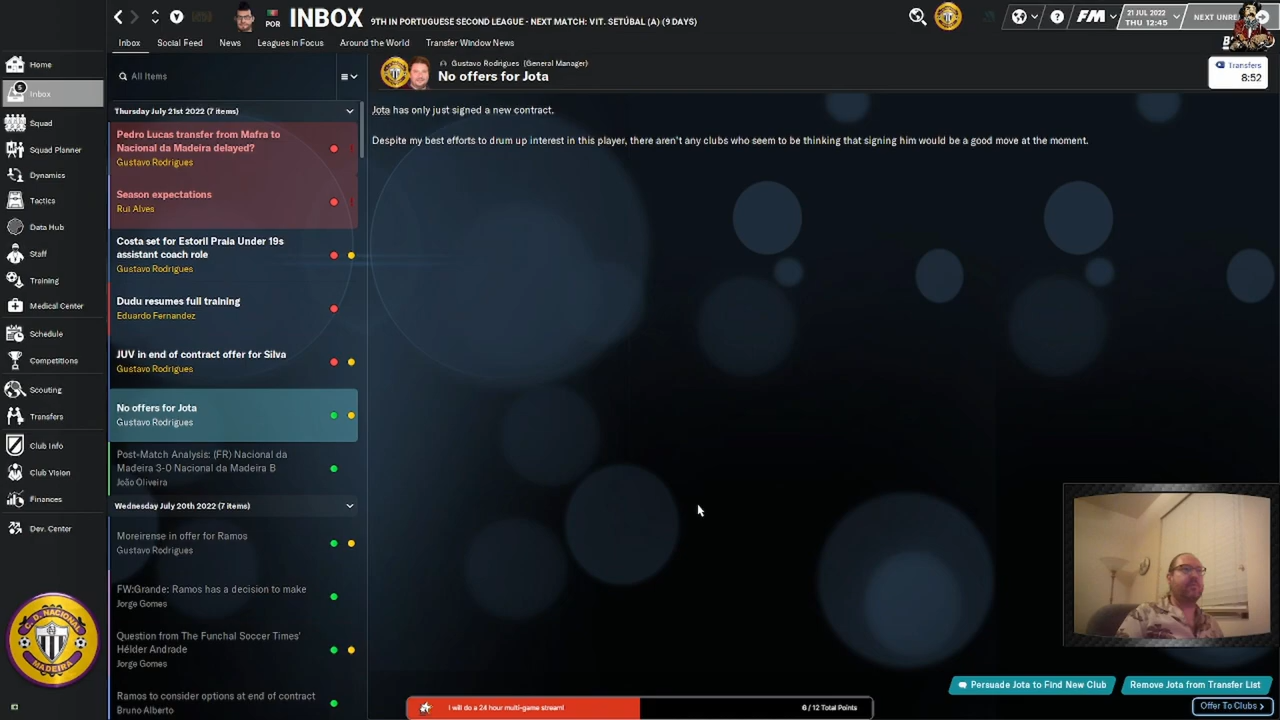 POR
INBOX
9TH IN PORTUGUESE SECOND LEAGUE - NEXT MATCH: VIT. SETÚBAL (A) (9 DAYS)
FM
21 JUL 2022
THU 12:45
NEXT UNRE
Inbox
Social Feed
News
Leagues in Focus
Around the World
Transfer Window News
Transfers
8:52
Home
5
Inbox
Squad
Squad Planner
Dynamics
Tactics
Data Hub
Staff
Training
Medical Center
Schedule
Competitions
Scouting
Transfers
Club Info
Club Vision
Finances
Dev. Center
C.D. NACIONAL
MADEIRA
All Items
Thursday July 21st 2022 (7 items)
Pedro Lucas transfer from Mafra to
Nacional da Madeira delayed?
Gustavo Rodrigues
Season expectations
Rui Alves
Costa set for Estoril Praia Under 19s
assistant coach role
Gustavo Rodrigues
Dudu resumes full training
Eduardo Fernandez
JUV in end of contract offer for Silva
Gustavo Rodrigues
No offers for Jota
Gustavo Rodrigues
Post-Match Analysis: (FR) Nacional da
Madeira 3-0 Nacional da Madeira B
João Oliveira
Wednesday July 20th 2022 (7 items)
Moreirense in offer for Ramos
Gustavo Rodrigues
FW:Grande: Ramos has a decision to make
Jorge Gomes
Question from The Funchal Soccer Times'
Hélder Andrade
Jorge Gomes
Ramos to consider options at end of contract
Bruno Alberto
Gustavo Rodrigues (General Manager)
No offers for Jota
Jota has only just signed a new contract.
Despite my best efforts to drum up interest in this player, there aren't any clubs who seem to be thinking that signing him would be a good move at the moment.
Persuade Jota to Find New Club
Remove Jota from Transfer List
Offer To Clubs >
I will do a 24 hour multi-game stream!
6 / 12 Total Points